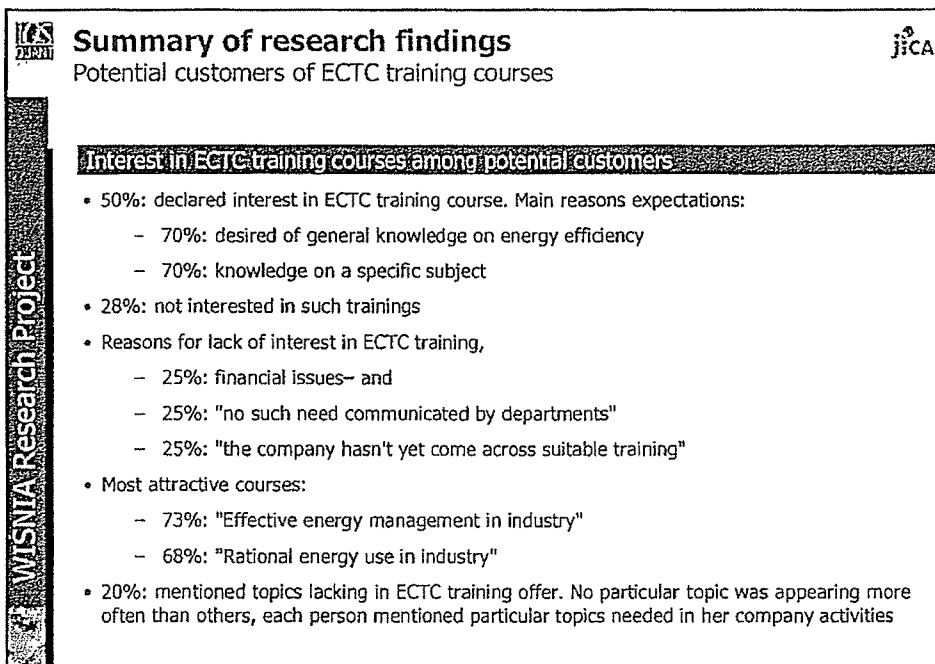 Summary of research findings
Potential customers of ECTC training courses
jica
Interest in ECTC training courses among potential customers
• 50%: declared interest in ECTC training course. Main reasons expectations:
– 70%: desired of general knowledge on energy efficiency
– 70%: knowledge on a specific subject
• 28%: not interested in such trainings
• Reasons for lack of interest in ECTC training,
– 25%: financial issues– and
– 25%: "no such need communicated by departments"
– 25%: "the company hasn't yet come across suitable training"
• Most attractive courses:
– 73%: "Effective energy management in industry"
– 68%: "Rational energy use in industry"
• 20%: mentioned topics lacking in ECTC training offer. No particular topic was appearing more
often than others, each person mentioned particular topics needed in her company activities
WISNIA Research Project